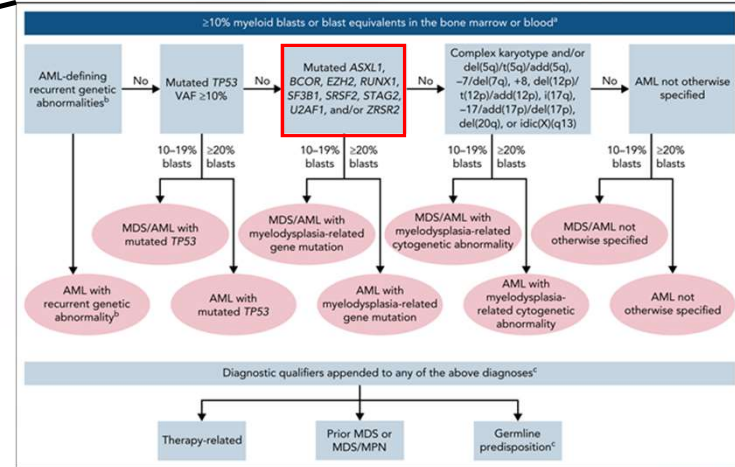 ≥10% myeloid blasts or blast equivalents in the bone marrow or bloodᵃ
AML-defining
recurrent genetic
abnormalitiesᵇ
No
Mutated TP53
VAF ≥10%
No
Mutated ASXL1,
BCOR, EZH2, RUNX1,
SF3B1, SRSF2, STAG2,
U2AF1, and/or ZRSR2
No
Complex karyotype and/or
del(5q)/t(5q)/add(5q),
–7/del(7q), +8, del(12p)/
t(12p)/add(12p), i(17q),
–17/add(17p)/del(17p),
del(20q), or idic(X)(q13)
No
AML not otherwise
specified
10–19%
blasts
≥20%
blasts
10–19%
blasts
≥20%
blasts
10–19%
blasts
≥20%
blasts
10–19%
blasts
≥20%
blasts
MDS/AML with
mutated TP53
MDS/AML with
myelodysplasia-related
gene mutation
MDS/AML with
myelodysplasia-related
cytogenetic abnormality
MDS/AML not
otherwise specified
AML with
recurrent genetic
abnormalityᵇ
AML with
mutated TP53
AML with
myelodysplasia-related
gene mutation
AML with
myelodysplasia-
related cytogenetic
abnormality
AML not
otherwise specified
Diagnostic qualifiers appended to any of the above diagnosesᶜ
Therapy-related
Prior MDS or
MDS/MPN
Germline
predispositionᶜ